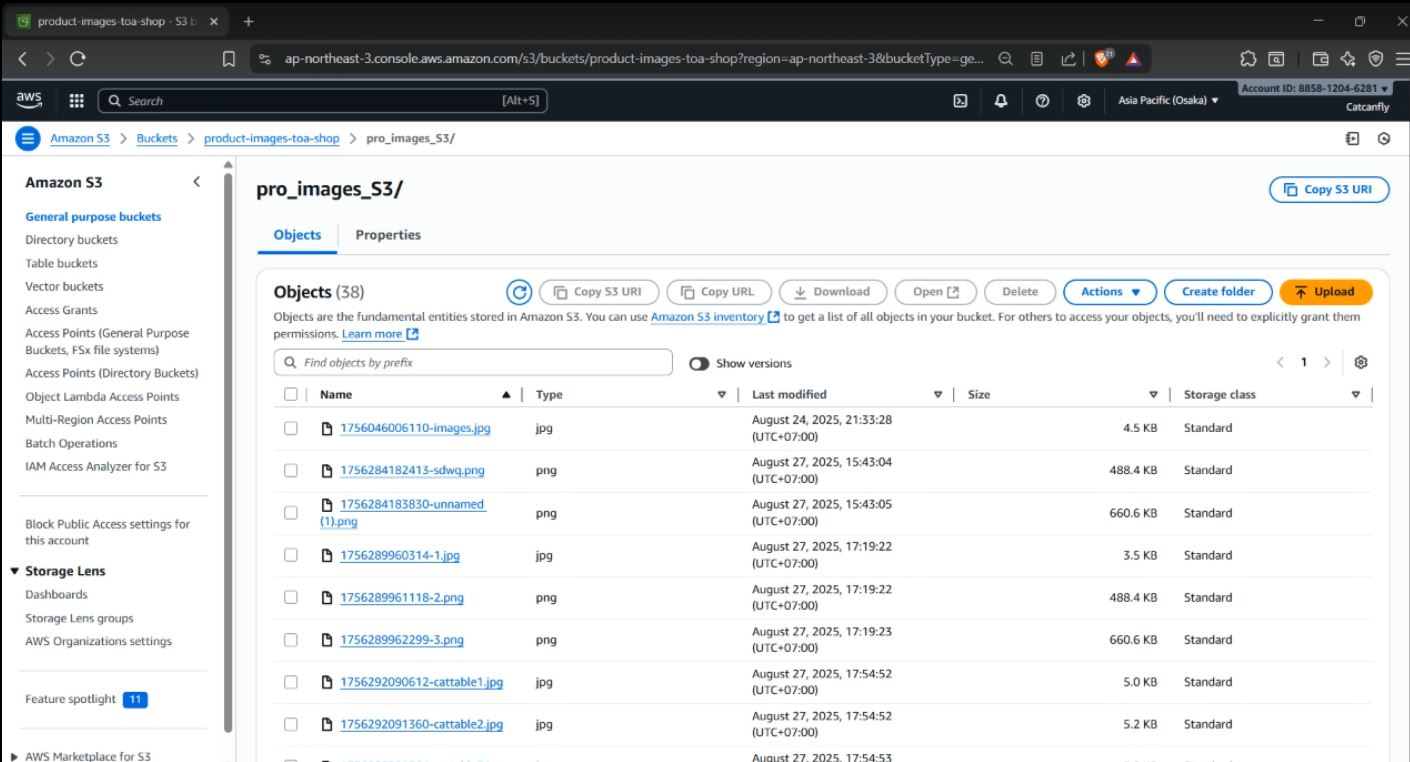 product-images-toa-shop - S3 b
ap-northeast-3.console.aws.amazon.com/s3/buckets/product-images-toa-shop?region=ap-northeast-3&bucketType=ge...
21
aws
Search
[Alt+S]
Asia Pacific (Osaka)
Account ID: 8858-1204-6281
Catcanfly
Amazon S3 > Buckets > product-images-toa-shop > pro_images_S3/
Amazon S3
General purpose buckets
Directory buckets
Table buckets
Vector buckets
Access Grants
Access Points (General Purpose
Buckets, FSx file systems)
Access Points (Directory Buckets)
Object Lambda Access Points
Multi-Region Access Points
Batch Operations
IAM Access Analyzer for S3
Block Public Access settings for
this account
Storage Lens
Dashboards
Storage Lens groups
AWS Organizations settings
Feature spotlight 11
AWS Marketplace for S3
pro_images_S3/
Copy S3 URI
Objects Properties
Objects (38)
Copy S3 URI Copy URL Download Open Delete Actions Create folder Upload
Objects are the fundamental entities stored in Amazon S3. You can use Amazon S3 inventory to get a list of all objects in your bucket. For others to access your objects, you'll need to explicitly grant them
permissions. Learn more
Find objects by prefix
Show versions
1
Name Type Last modified Size Storage class
1756046006110-images.jpg jpg August 24, 2025, 21:33:28 4.5 KB Standard
(UTC+07:00)
1756284182413-sdwq.png png August 27, 2025, 15:43:04 488.4 KB Standard
(UTC+07:00)
1756284183830-unnamed png August 27, 2025, 15:43:05 660.6 KB Standard
(1).png (UTC+07:00)
1756289960314-1.jpg jpg August 27, 2025, 17:19:22 3.5 KB Standard
(UTC+07:00)
1756289961118-2.png png August 27, 2025, 17:19:22 488.4 KB Standard
(UTC+07:00)
1756289962299-3.png png August 27, 2025, 17:19:23 660.6 KB Standard
(UTC+07:00)
1756292090612-cattable1.jpg jpg August 27, 2025, 17:54:52 5.0 KB Standard
(UTC+07:00)
1756292091360-cattable2.jpg jpg August 27, 2025, 17:54:52 5.2 KB Standard
(UTC+07:00)
August 27, 2025, 17:54:53